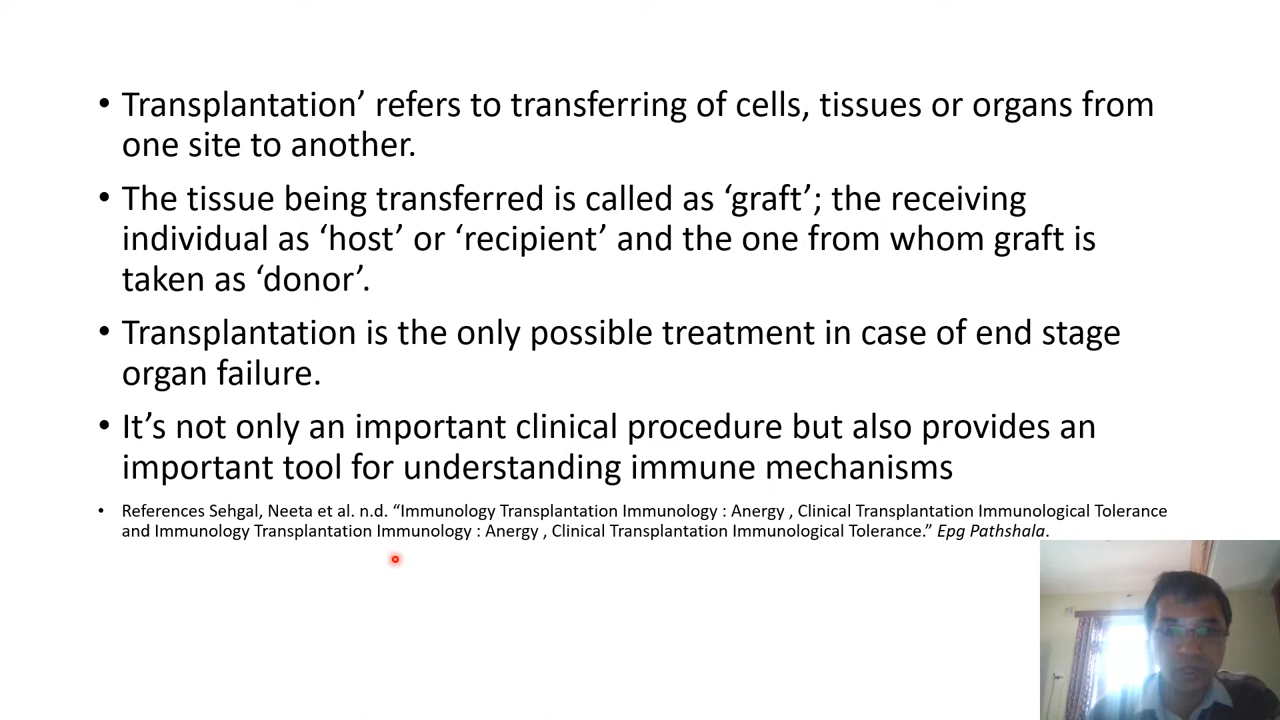 • Transplantation’ refers to transferring of cells, tissues or organs from
one site to another.
• The tissue being transferred is called as ‘graft’; the receiving
individual as ‘host’ or ‘recipient’ and the one from whom graft is
taken as ‘donor’.
• Transplantation is the only possible treatment in case of end stage
organ failure.
• It’s not only an important clinical procedure but also provides an
important tool for understanding immune mechanisms
• References Sehgal, Neeta et al. n.d. “Immunology Transplantation Immunology : Anergy , Clinical Transplantation Immunological Tolerance
and Immunology Transplantation Immunology : Anergy , Clinical Transplantation Immunological Tolerance.” Epg Pathshala.